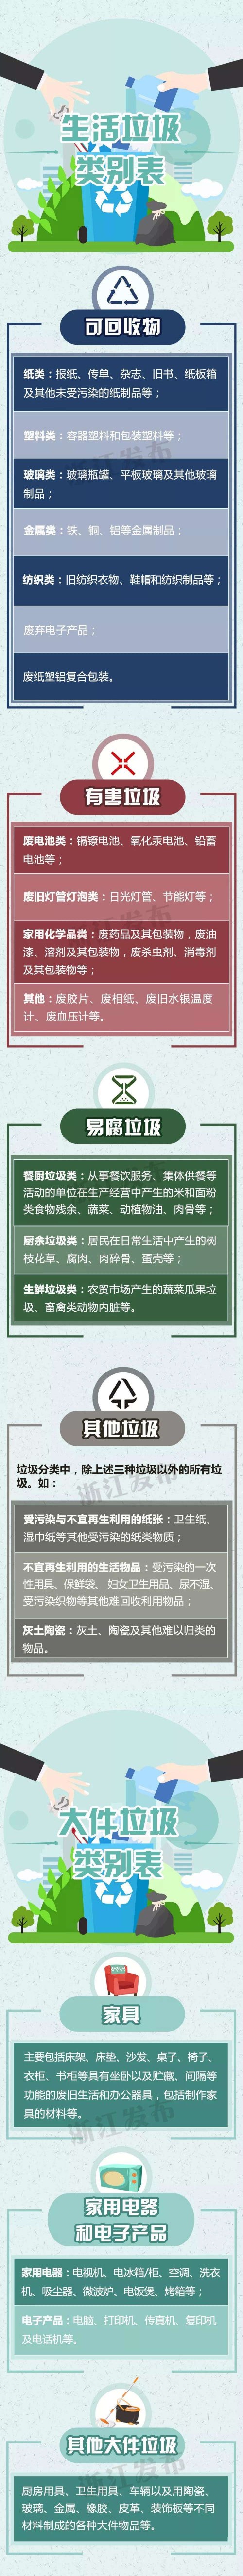 生活垃圾
类别表
可回收物
纸类：报纸、传单、杂志、旧书、纸板箱
及其他未受污染的纸制品等；
塑料类：容器塑料和包装塑料等；
玻璃类：玻璃瓶罐、平板玻璃及其他玻璃
制品；
金属类：铁、铜、铝等金属制品；
纺织类：旧纺织衣物、鞋帽和纺织制品等；
废弃电子产品；
废纸塑铝复合包装。
浙江发布
有害垃圾
废电池类：镉镍电池、氧化汞电池、铅蓄
电池等；
废旧灯管灯泡类：日光灯管、节能灯等；
家用化学品类：废药品及其包装物，废油
漆、溶剂及其包装物，废杀虫剂、消毒剂
及其包装物等；
其他：废胶片、废相纸、废旧水银温度
计、废血压计等。
浙江发布
易腐垃圾
餐厨垃圾类：从事餐饮服务、集体供餐等
活动的单位在生产经营中产生的米和面粉
类食物残余、蔬菜、动植物油、肉骨等；
厨余垃圾类：居民在日常生活中产生的树
枝花草、腐肉、肉碎骨、蛋壳等；
生鲜垃圾类：农贸市场产生的蔬菜瓜果垃
圾、畜禽类动物内脏等。
浙江发布
其他垃圾
垃圾分类中，除上述三种垃圾以外的所有垃
圾。如：
浙江发布
受污染与不宜再生利用的纸张：卫生纸、
湿巾纸等其他受污染的纸类物质；
不宜再生利用的生活物品：受污染的一次
性用具、保鲜袋、妇女卫生用品、尿不湿、
受污染织物等其他难回收利用物品；
灰土陶瓷：灰土、陶瓷及其他难以归类的
物品。
大件垃圾
类别表
家具
主要包括床架、床垫、沙发、桌子、椅子、
衣柜、书柜等具有坐卧以及贮藏、间隔等
功能的废旧生活和办公器具，包括制作家
具的材料等。
浙江发布
家用电器
和电子产品
家用电器：电视机、电冰箱/柜、空调、洗衣
机、吸尘器、微波炉、电饭煲、烤箱等；
电子产品：电脑、打印机、传真机、复印机
及电话机等。
其他大件垃圾
浙江发布
厨房用具、卫生用具、车辆以及用陶瓷、
玻璃、金属、橡胶、皮革、装饰板等不同
材料制成的各种大件物品等。